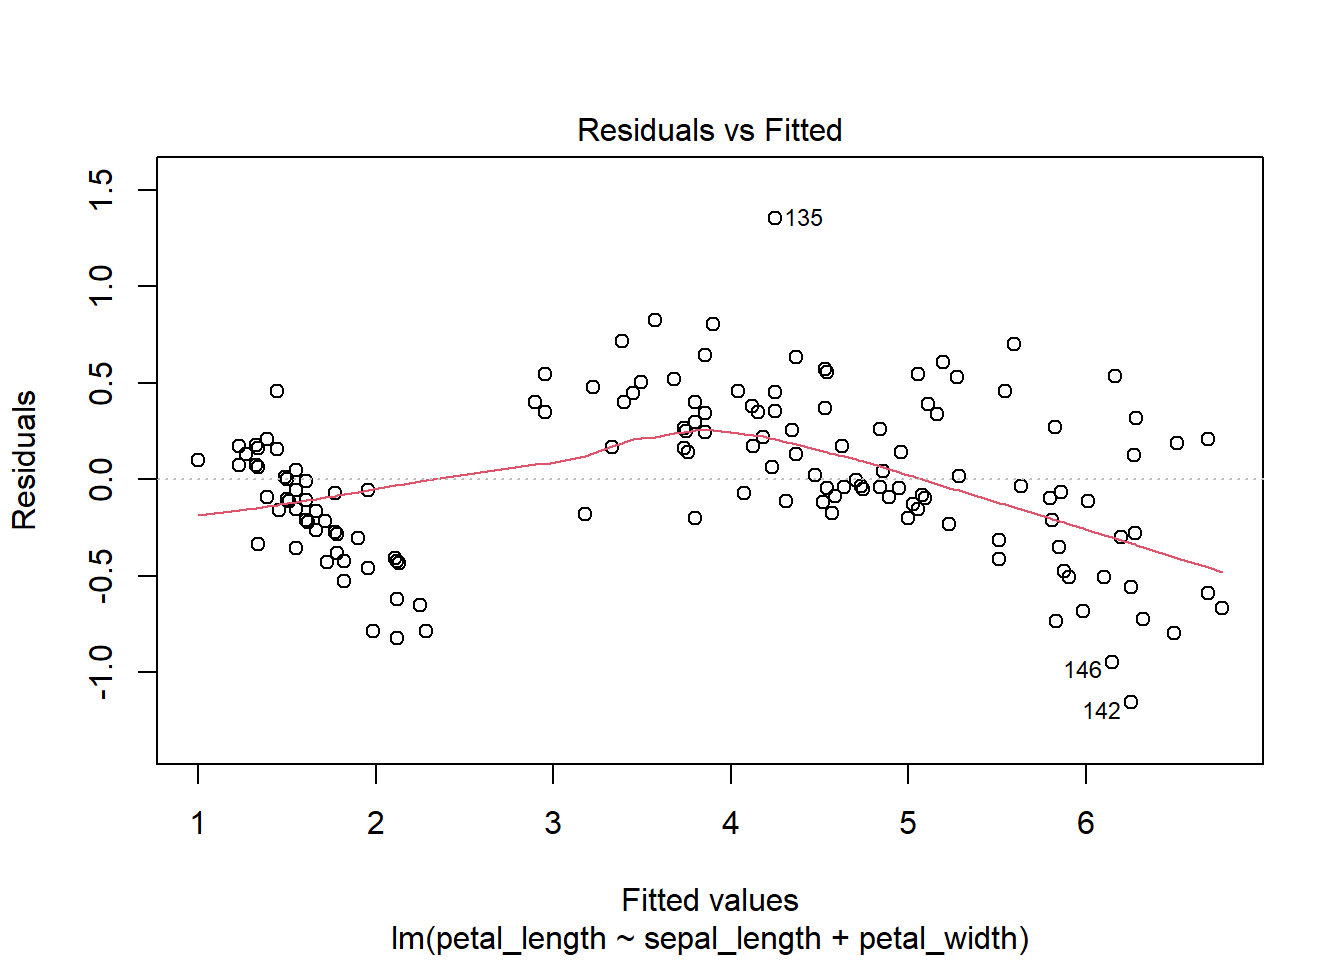 Residuals vs Fitted
Residuals
1.5
1.0
0.5
0.0
-0.5
-1.0
135
146
142
1 2 3 4 5 6
Fitted values
lm(petal_length ~ sepal_length + petal_width)